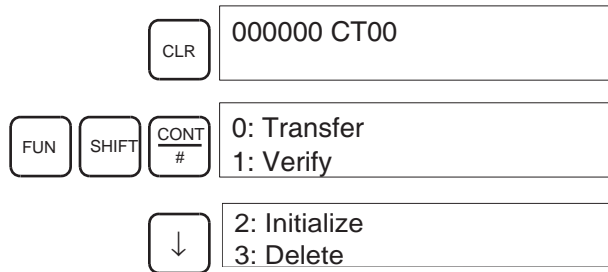 CLR
000000 CT00
FUN SHIFT CONT
#
0: Transfer
1: Verify
↓
2: Initialize
3: Delete